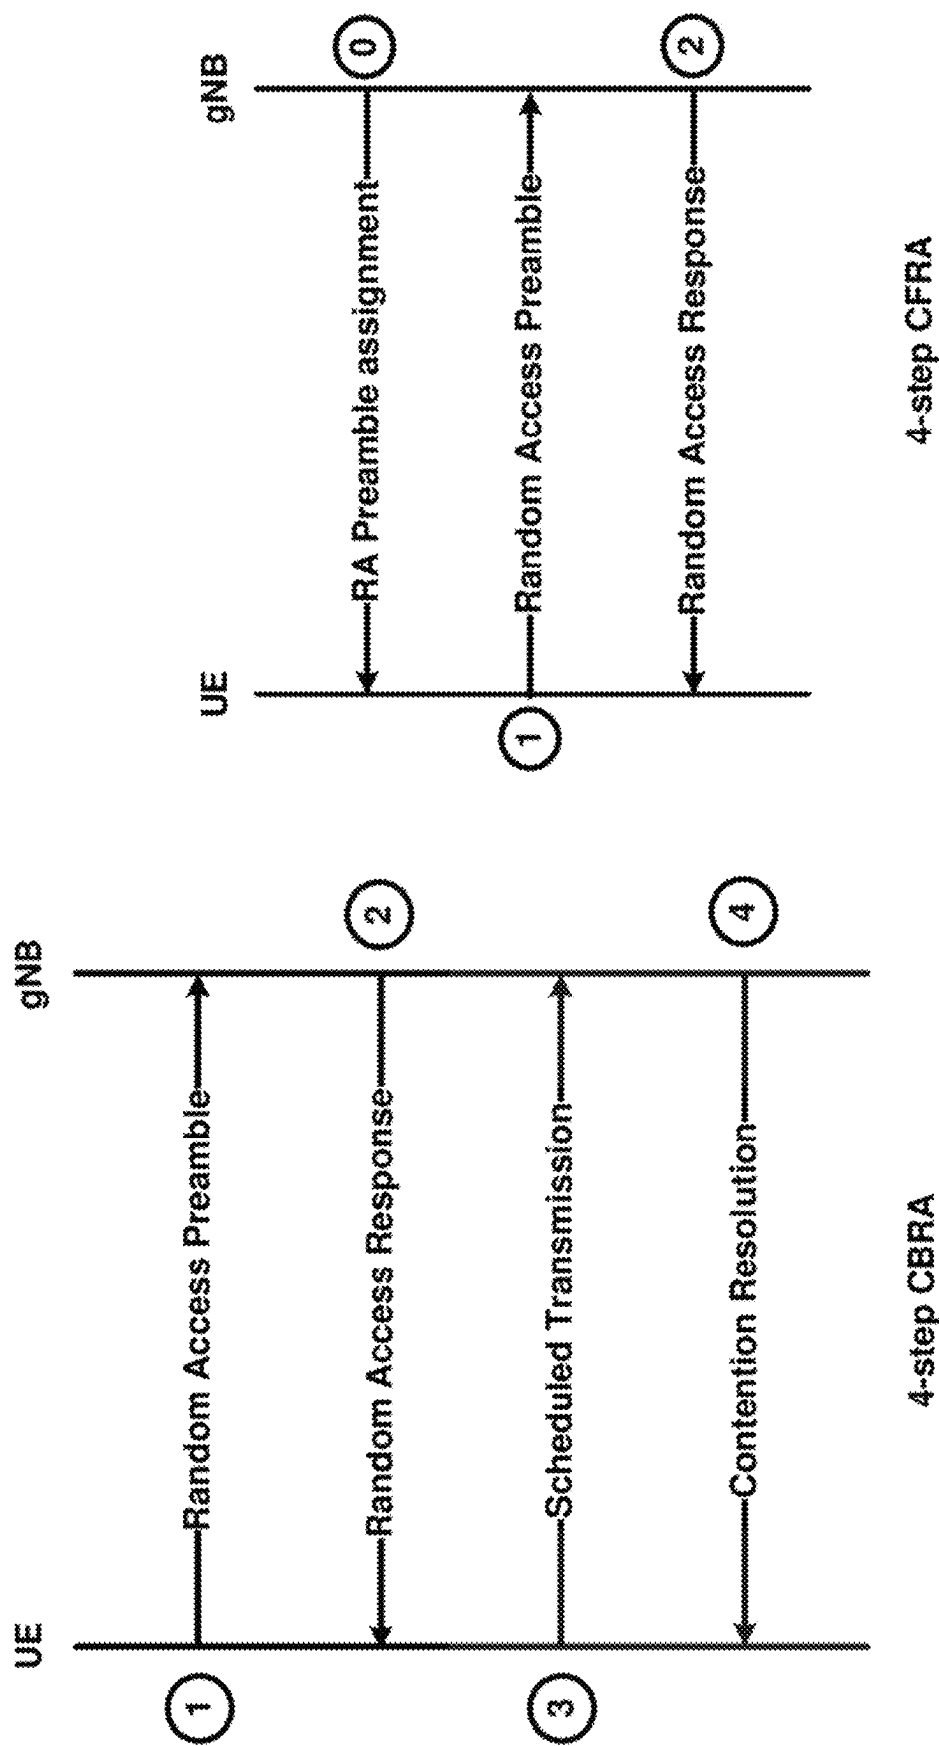 UE
gNB
1
Random Access Preamble
Random Access Response
2
3
Scheduled Transmission
Contention Resolution
4
4-step CBRA
UE
gNB
RA Preamble assignment
0
1
Random Access Preamble
Random Access Response
2
4-step CFRA